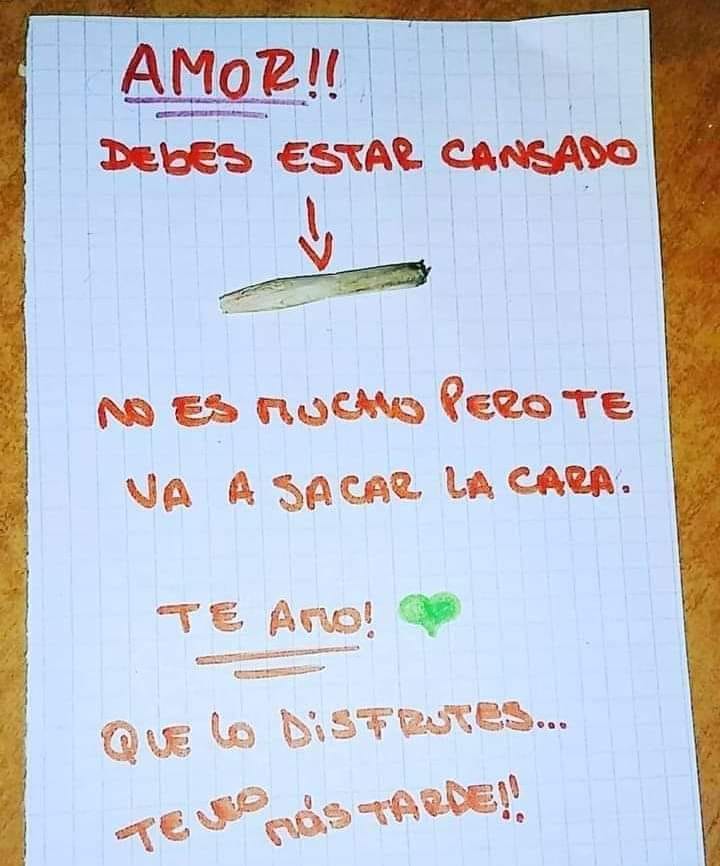 AMOR!!
DEbES ESTAR CANSADO
NO ES MUCHO PERO TE
VA A SACAR LA CARA.
TE AMO!
QUE lo DiSFRUTES...
TE VEO MáS TARDE!!